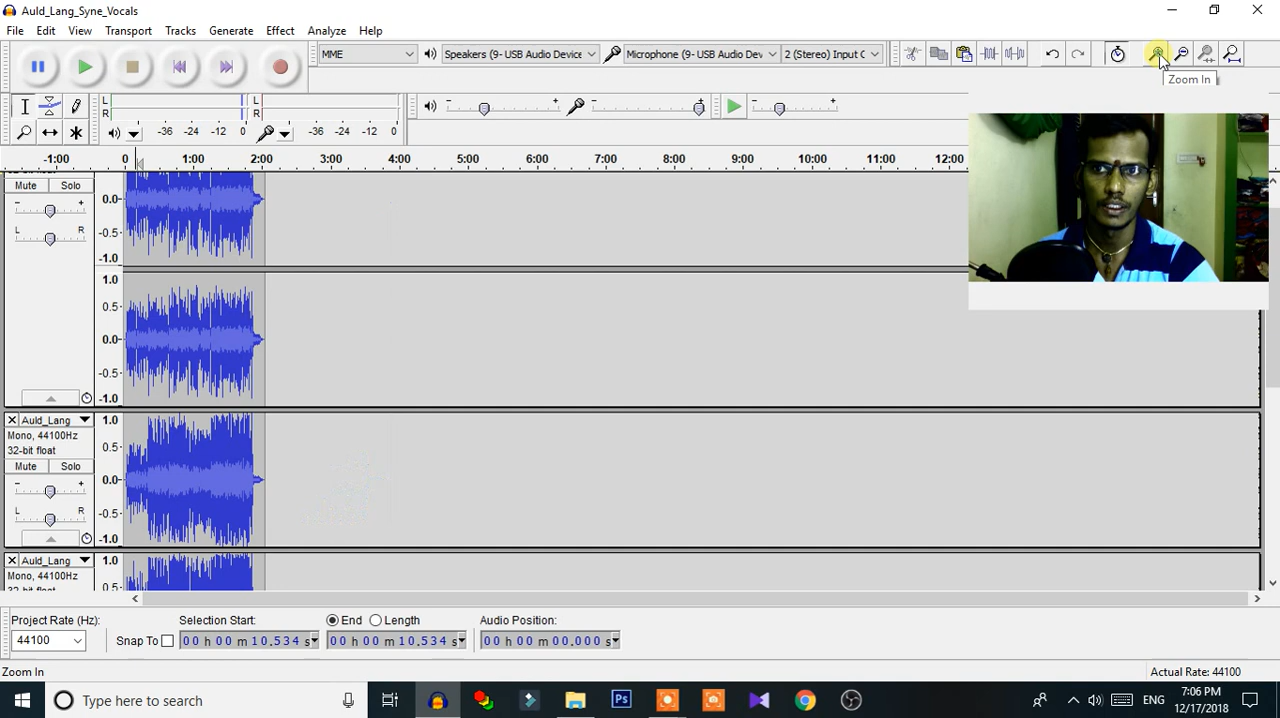 Auld_Lang_Syne_Vocals
File Edit View Transport Tracks Generate Effect Analyze Help
MME Speakers (9- USB Audio Device Microphone (9- USB Audio Devi 2 (Stereo) Input C
Zoom In
L R -36 -24 -12 0 L R -36 -24 -12 0
- + - + - +
-1:00 0 1:00 2:00 3:00 4:00 5:00 6:00 7:00 8:00 9:00 10:00 11:00 12:00
Mute Solo
- +
L R
0.0
-0.5
-1.0
1.0
0.5
0.0
-0.5
-1.0
Auld_Lang 1.0
Mono, 44100Hz
32-bit float
Mute Solo
- +
L R
0.5
0.0
-0.5
-1.0
Auld_Lang 1.0
Mono, 44100Hz
0.5
Project Rate (Hz): Selection Start: End Length Audio Position:
44100 Snap To 00 h 00 m 10.534 s 00 h 00 m 10.534 s 00 h 00 m 00.000 s
Zoom In Actual Rate: 44100
Type here to search Ps ENG 7:06 PM
12/17/2018